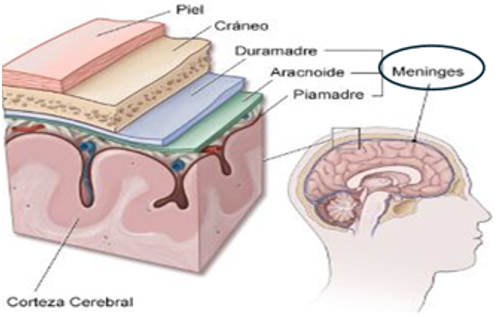 Piel
Cráneo
Duramadre
Aracnoide
Meninges
Piamadre
Corteza Cerebral